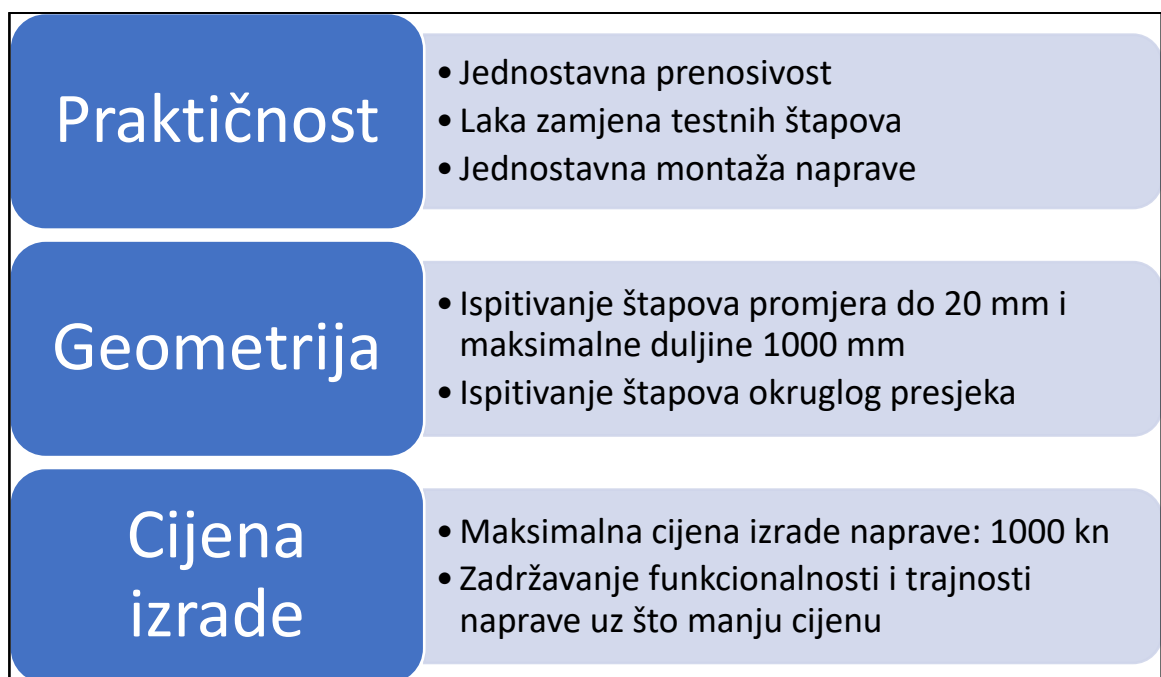 Praktičnost
• Jednostavna prenosivost
• Laka zamjena testnih štapova
• Jednostavna montaža naprave
Geometrija
• Ispitivanje štapova promjera do 20 mm i
maksimalne duljine 1000 mm
• Ispitivanje štapova okruglog presjeka
Cijena
izrade
• Maksimalna cijena izrade naprave: 1000 kn
• Zadržavanje funkcionalnosti i trajnosti
naprave uz što manju cijenu